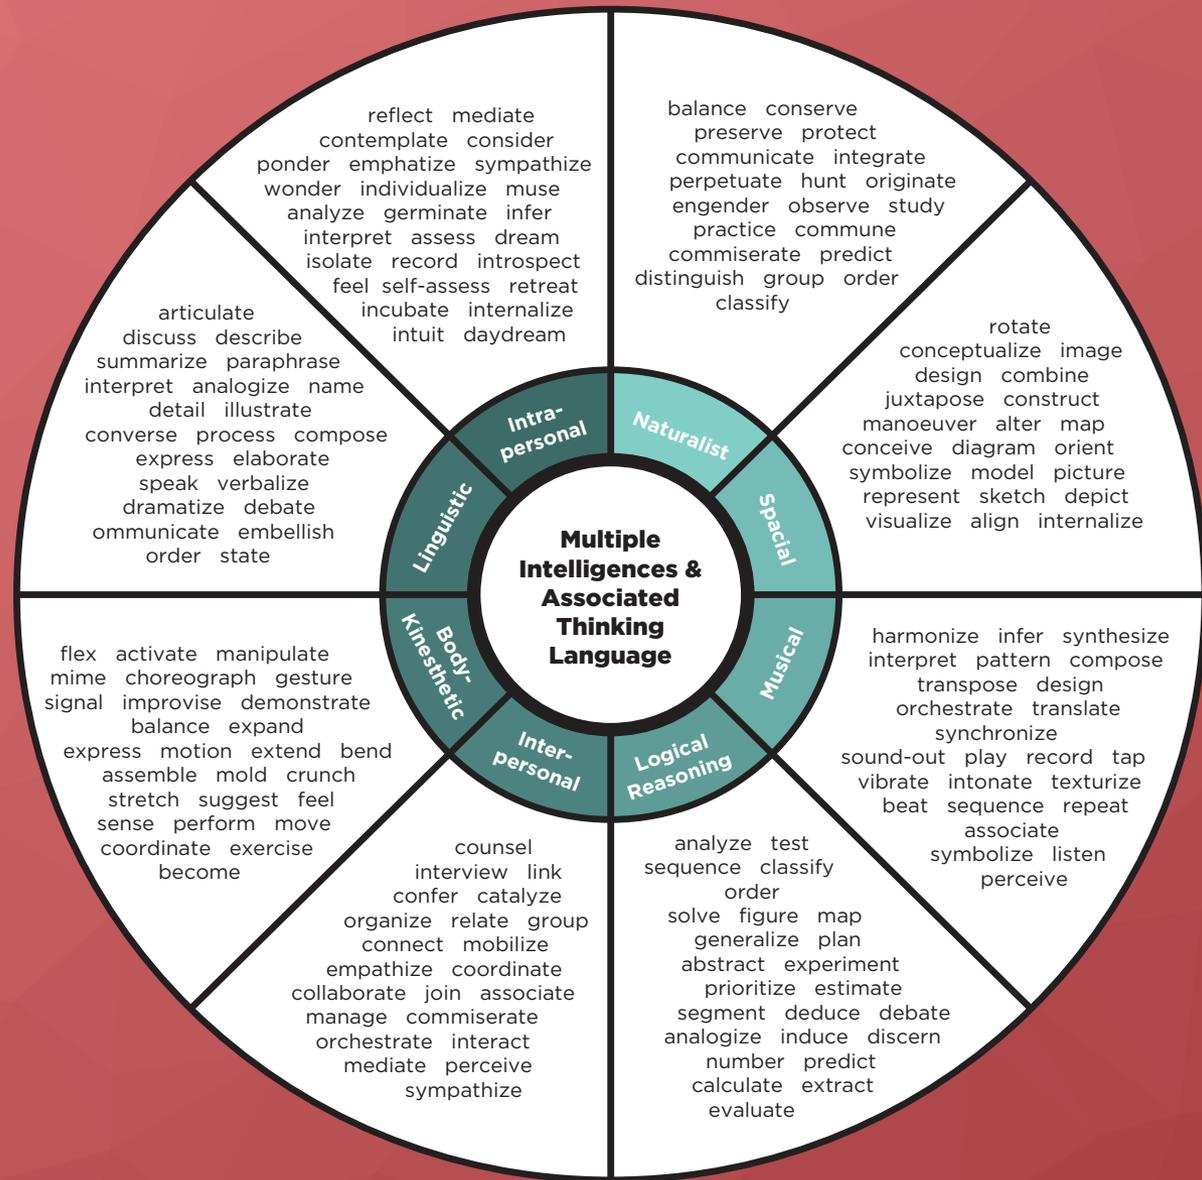 Multiple
Intelligences &
Associated
Thinking
Language
Naturalist
balance conserve
preserve protect
communicate integrate
perpetuate hunt originate
engender observe study
practice commune
commiserate predict
distinguish group order
classify
Spacial
rotate
conceptualize image
design combine
juxtapose construct
manoeuver alter map
conceive diagram orient
symbolize model picture
represent sketch depict
visualize align internalize
Musical
harmonize infer synthesize
interpret pattern compose
transpose design
orchestrate translate
synchronize
sound-out play record tap
vibrate intonate texturize
beat sequence repeat
associate
symbolize listen
perceive
Logical
Reasoning
analyze test
sequence classify
order
solve figure map
generalize plan
abstract experiment
prioritize estimate
segment deduce debate
analogize induce discern
number predict
calculate extract
evaluate
Inter-
personal
counsel
interview link
confer catalyze
organize relate group
connect mobilize
empathize coordinate
collaborate join associate
manage commiserate
orchestrate interact
mediate perceive
sympathize
Body-
Kinesthetic
flex activate manipulate
mime choreograph gesture
signal improvise demonstrate
balance expand
express motion extend bend
assemble mold crunch
stretch suggest feel
sense perform move
coordinate exercise
become
Linguistic
articulate
discuss describe
summarize paraphrase
interpret analogize name
detail illustrate
converse process compose
express elaborate
speak verbalize
dramatize debate
ommunicate embellish
order state
Intra-
personal
reflect mediate
contemplate consider
ponder emphatize sympathize
wonder individualize muse
analyze germinate infer
interpret assess dream
isolate record introspect
feel self-assess retreat
incubate internalize
intuit daydream